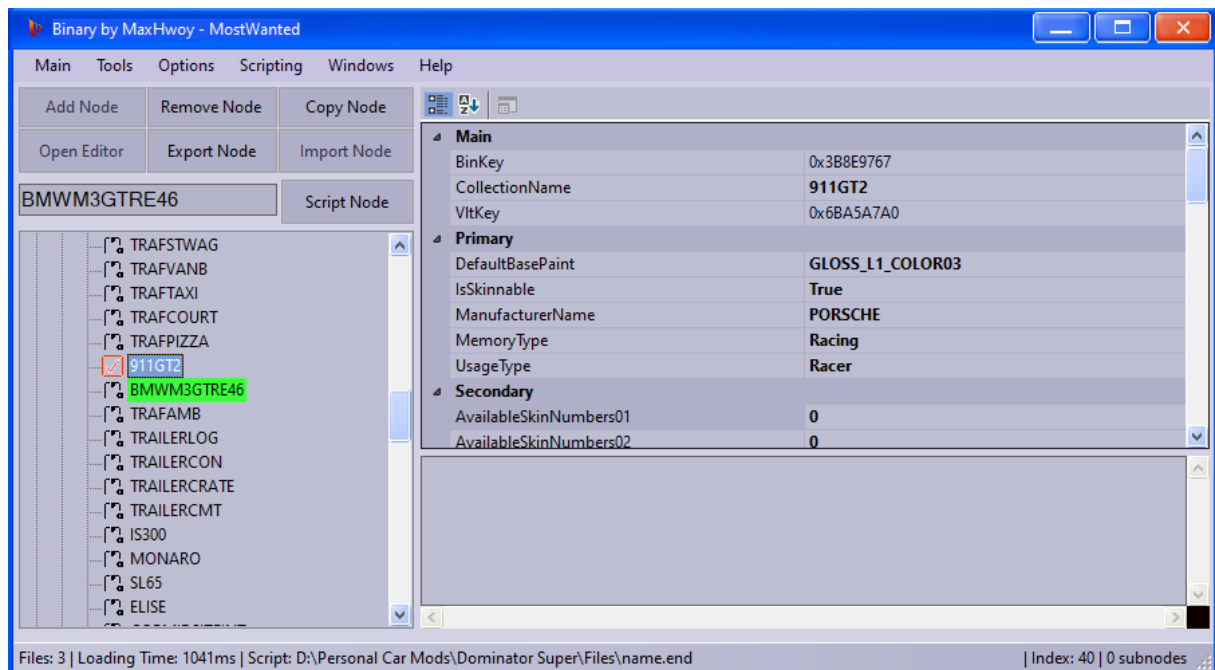 Binary by MaxHwoy - MostWanted
Main Tools Options Scripting Windows Help
Add Node Remove Node Copy Node
Open Editor Export Node Import Node
BMWM3GTRE46 Script Node
TRAFSTWAG
TRAFVANB
TRAFTAXI
TRAFCOURT
TRAFPIZZA
911GT2
BMWM3GTRE46
TRAFAMB
TRAILERLOG
TRAILERCON
TRAILERCRATE
TRAILERCMT
IS300
MONARO
SL65
ELISE
Main
BinKey 0x3B8E9767
CollectionName 911GT2
VltKey 0x6BA5A7A0
Primary
DefaultBasePaint GLOSS_L1_COLOR03
IsSkinnable True
ManufacturerName PORSCHE
MemoryType Racing
UsageType Racer
Secondary
AvailableSkinNumbers01 0
AvailableSkinNumbers02 0
Files: 3 | Loading Time: 1041ms | Script: D:\Personal Car Mods\Dominator Super\Files\name.end | Index: 40 | 0 subnodes